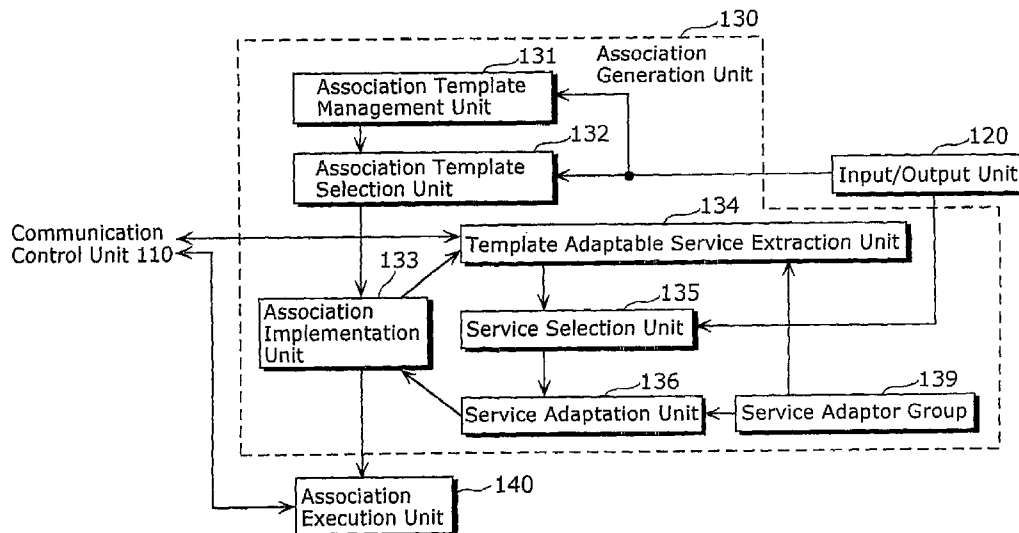 130
Association
Generation Unit
131
Association Template
Management Unit
132
Association Template
Selection Unit
120
Input/Output Unit
134
Template Adaptable Service Extraction Unit
Communication
Control Unit 110
133
Association
Implementation
Unit
135
Service Selection Unit
136
Service Adaptation Unit
139
Service Adaptor Group
Association
Execution Unit
140